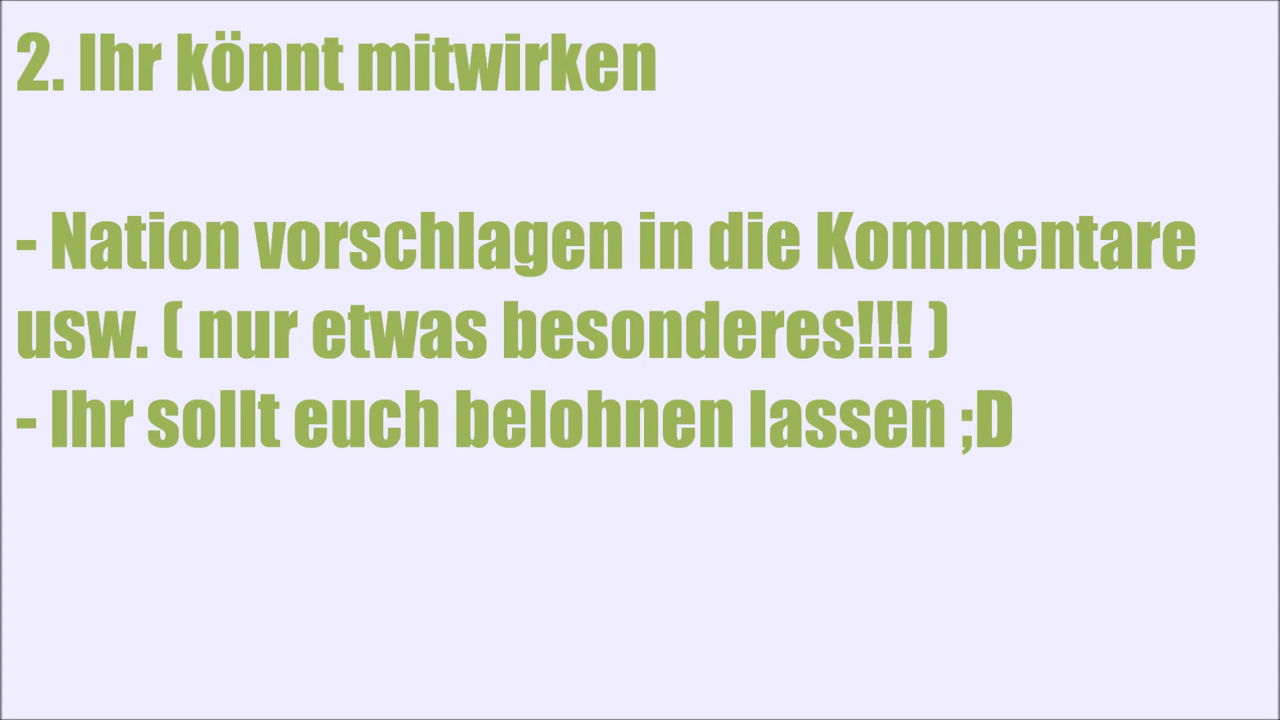 2. Ihr könnt mitwirken
- Nation vorschlagen in die Kommentare
usw. ( nur etwas besonderes!!! )
- Ihr sollt euch belohnen lassen ;D